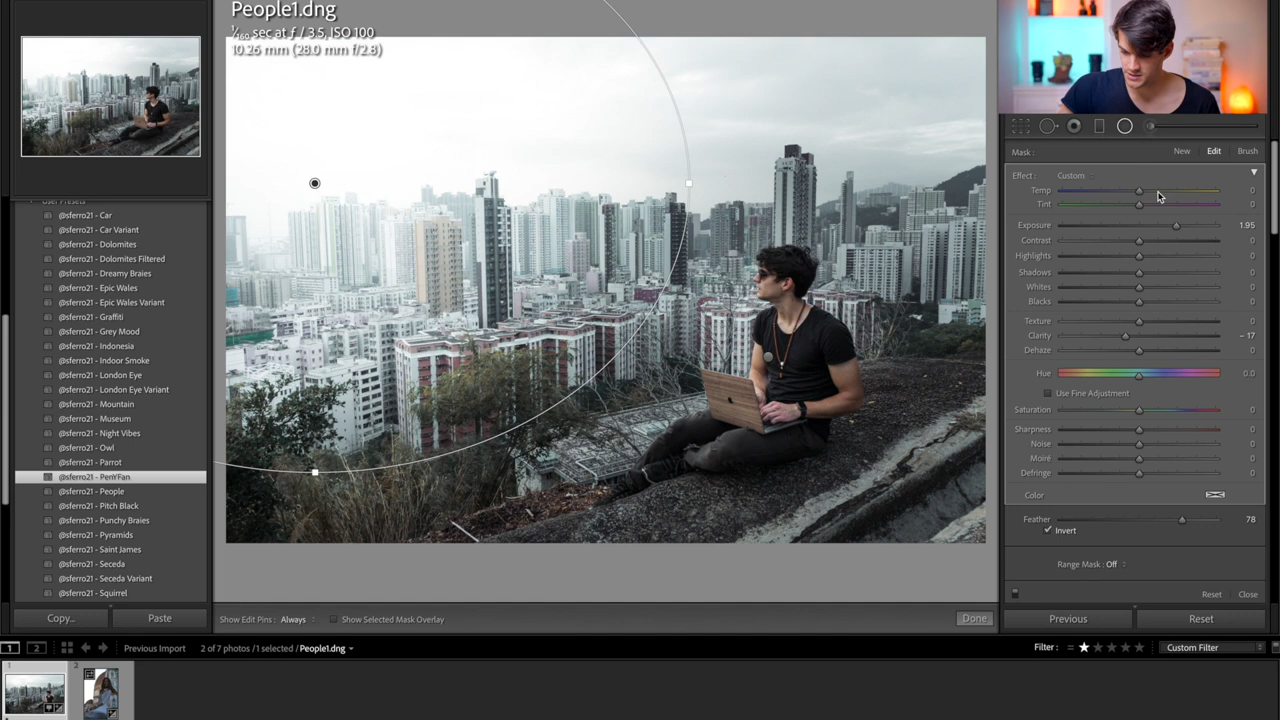 People1.dng
1/160 sec at ƒ / 3.5, ISO 100
10.26 mm (28.0 mm f/2.8)
User Presets
@sferro21 - Car
@sferro21 - Car Variant
@sferro21 - Dolomites
@sferro21 - Dolomites Filtered
@sferro21 - Dreamy Braies
@sferro21 - Epic Wales
@sferro21 - Epic Wales Variant
@sferro21 - Graffiti
@sferro21 - Grey Mood
@sferro21 - Indonesia
@sferro21 - Indoor Smoke
@sferro21 - London Eye
@sferro21 - London Eye Variant
@sferro21 - Mountain
@sferro21 - Museum
@sferro21 - Night Vibes
@sferro21 - Owl
@sferro21 - Parrot
@sferro21 - PenYFan
@sferro21 - People
@sferro21 - Pitch Black
@sferro21 - Punchy Braies
@sferro21 - Pyramids
@sferro21 - Saint James
@sferro21 - Seceda
@sferro21 - Seceda Variant
@sferro21 - Squirrel
Copy... Paste
Show Edit Pins: Always Show Selected Mask Overlay Done
Mask : New Edit Brush
Effect : Custom
Temp 0
Tint 0
Exposure 1.95
Contrast 0
Highlights 0
Shadows 0
Whites 0
Blacks 0
Texture 0
Clarity – 17
Dehaze 0
Hue 0.0
Use Fine Adjustment
Saturation 0
Sharpness 0
Noise 0
Moiré 0
Defringe 0
Color
Feather 78
Invert
Range Mask : Off
Reset Close
Previous Reset
1 2 Previous Import 2 of 7 photos / 1 selected / People1.dng Filter : Custom Filter
1 2